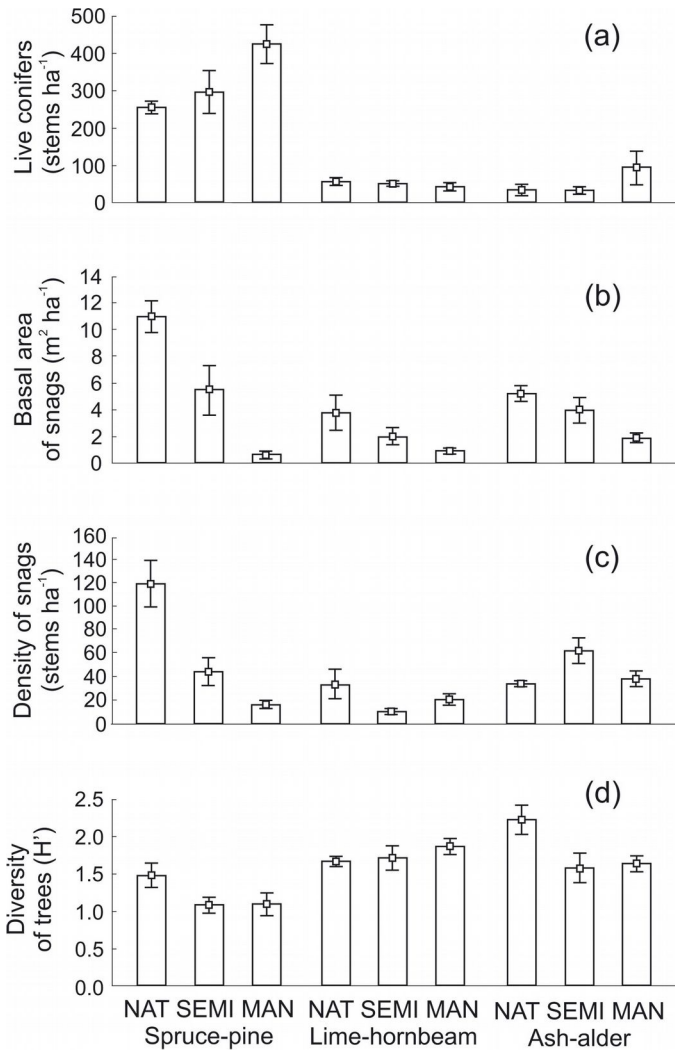 (a)
Live conifers
(stems ha⁻¹)
500
400
300
200
100
0
(b)
Basal area
of snags (m² ha⁻¹)
14
12
10
8
6
4
2
0
(c)
Density of snags
(stems ha⁻¹)
160
140
120
100
80
60
40
20
0
(d)
Diversity
of trees (H')
2.5
2.0
1.5
1.0
0.5
0.0
NAT SEMI MAN NAT SEMI MAN NAT SEMI MAN
Spruce-pine Lime-hornbeam Ash-alder